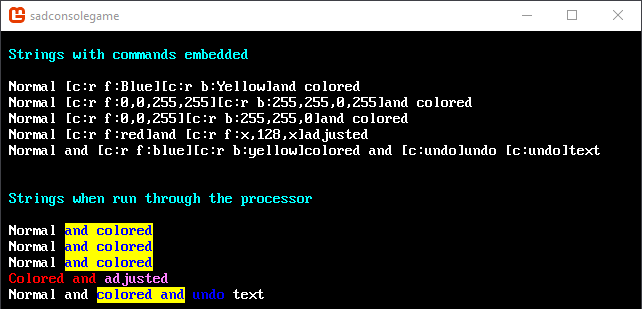 sadconsolegame
Strings with commands embedded
Normal [c:r f:Blue][c:r b:Yellow]and colored
Normal [c:r f:0,0,255,255][c:r b:255,255,0,255]and colored
Normal [c:r f:0,0,255][c:r b:255,255,0]and colored
Normal [c:r f:red]and [c:r f:x,128,x]adjusted
Normal and [c:r f:blue][c:r b:yellow]colored and [c:undo]undo [c:undo]text
Strings when run through the processor
Normal and colored
Normal and colored
Normal and colored
Colored and adjusted
Normal and colored and undo text